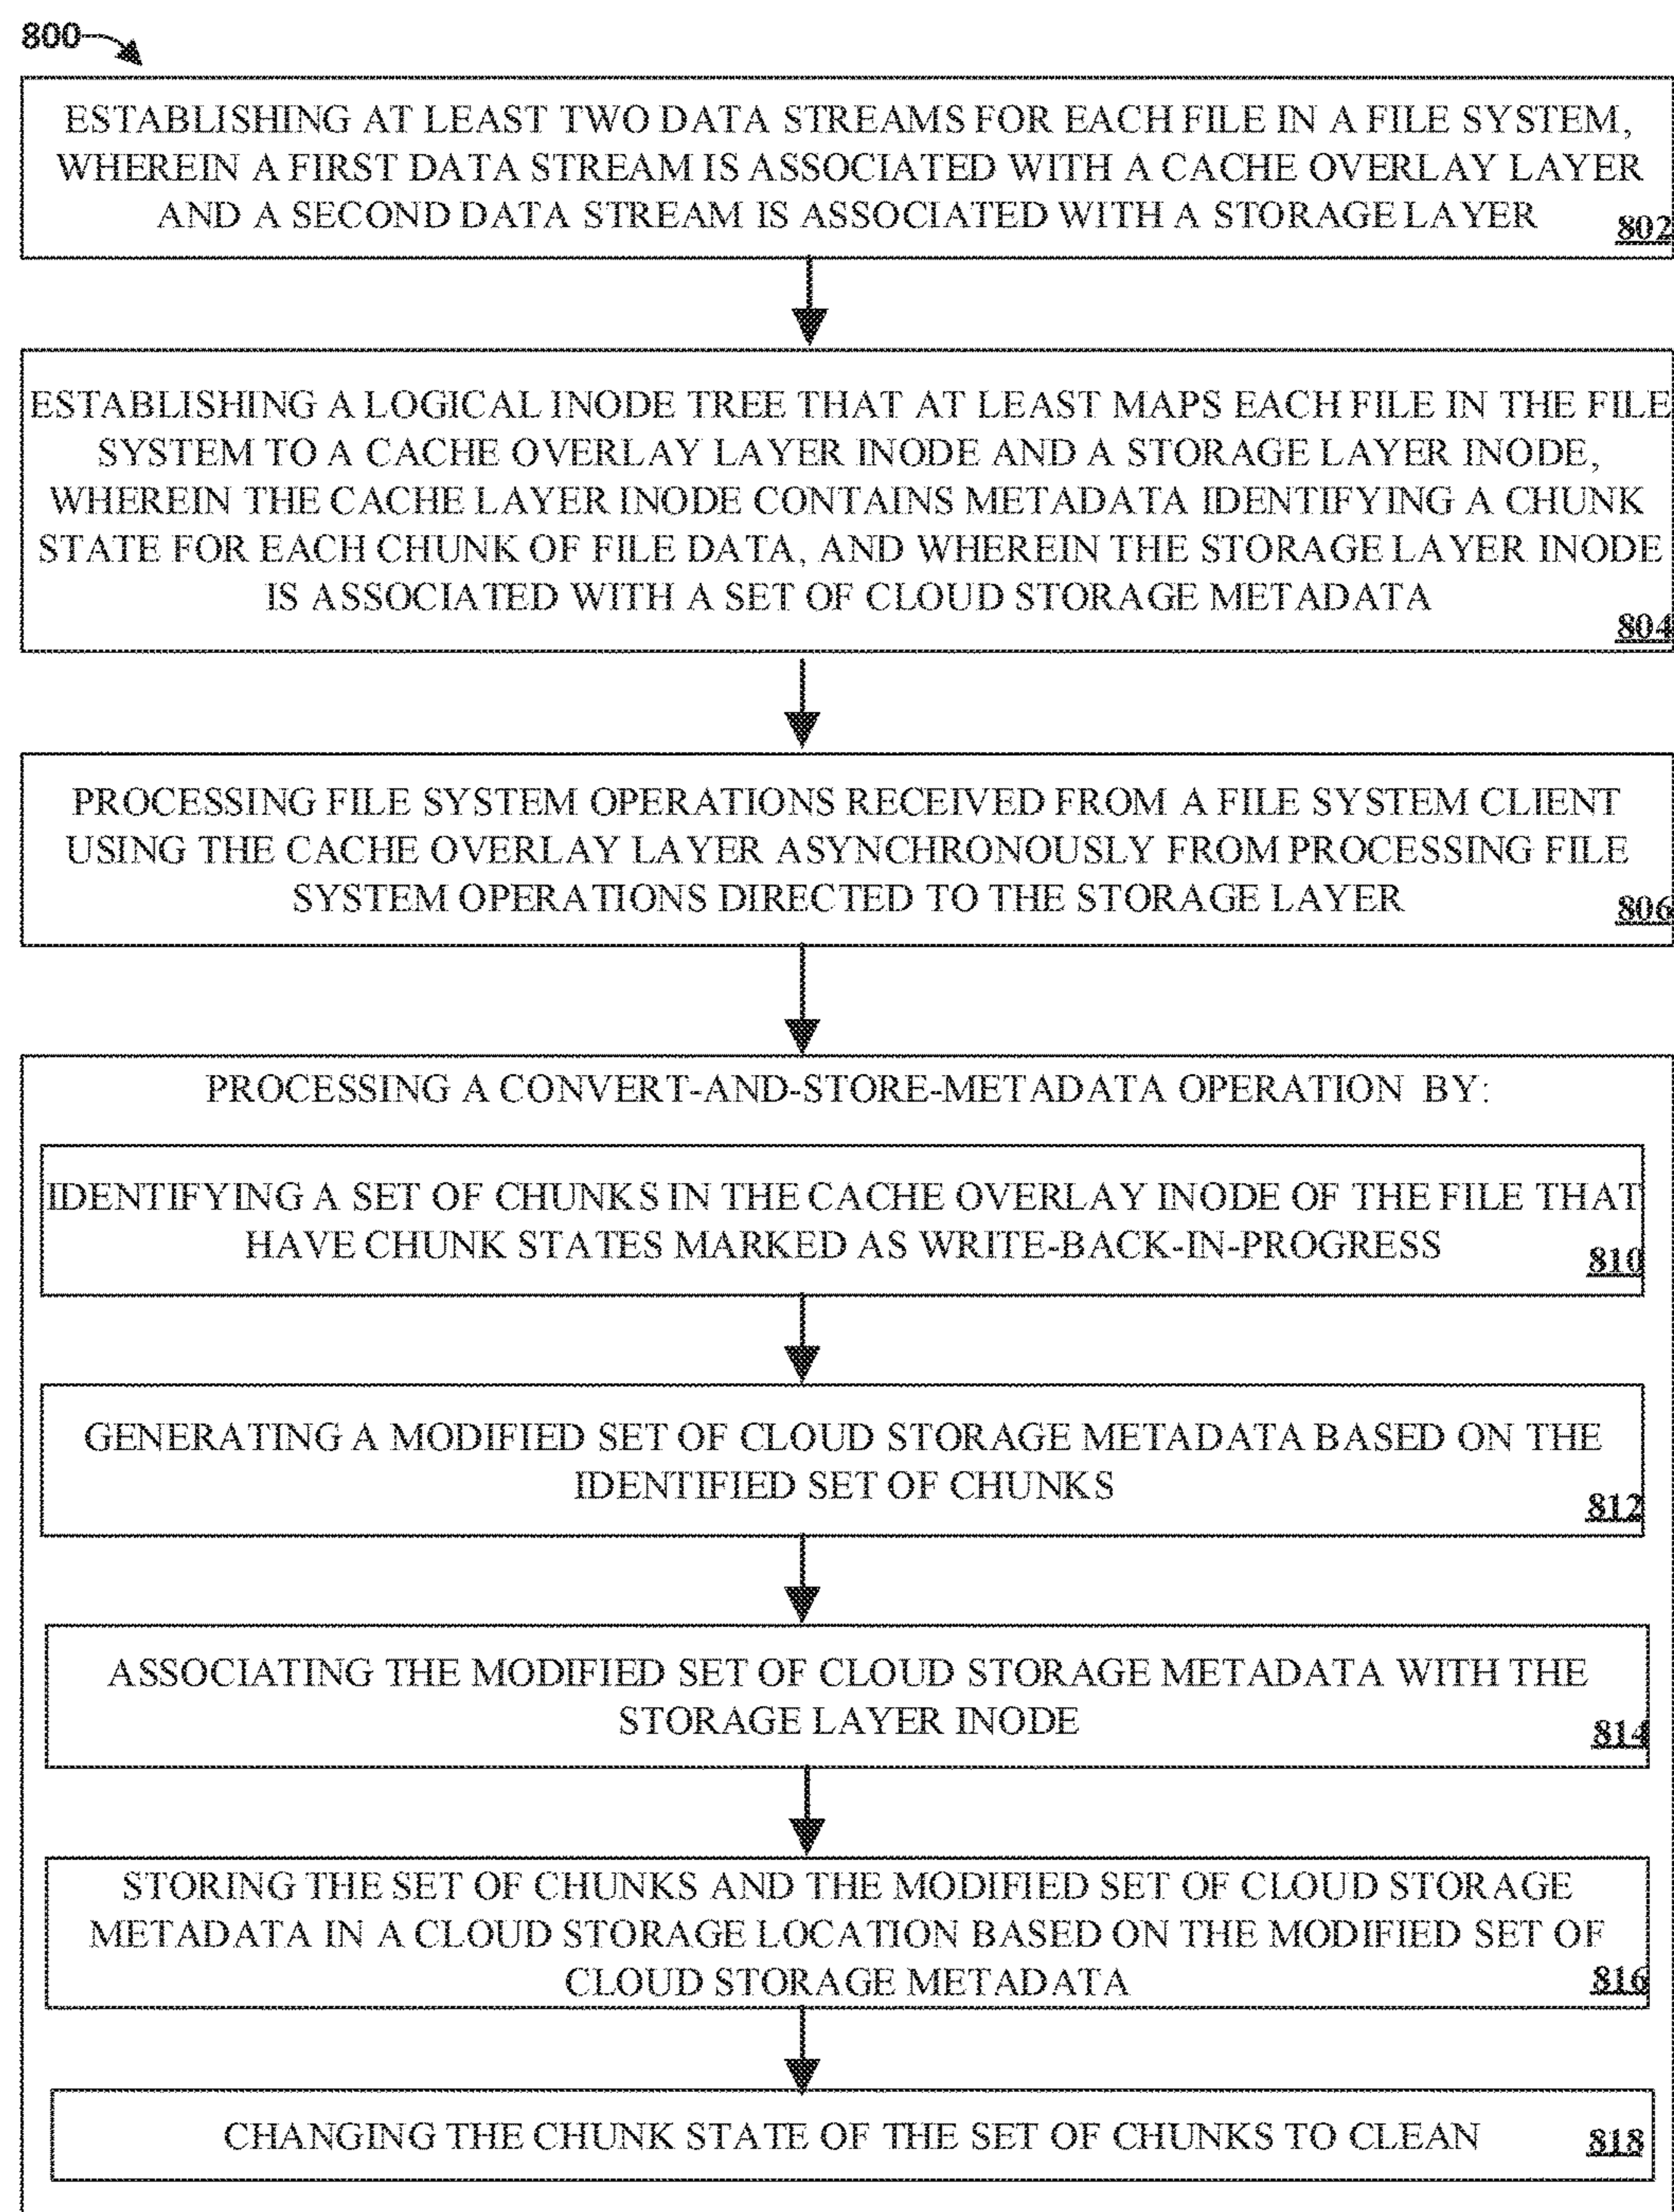 800
ESTABLISHING AT LEAST TWO DATA STREAMS FOR EACH FILE IN A FILE SYSTEM,
WHEREIN A FIRST DATA STREAM IS ASSOCIATED WITH A CACHE OVERLAY LAYER
AND A SECOND DATA STREAM IS ASSOCIATED WITH A STORAGE LAYER
802
ESTABLISHING A LOGICAL INODE TREE THAT AT LEAST MAPS EACH FILE IN THE FILE
SYSTEM TO A CACHE OVERLAY LAYER INODE AND A STORAGE LAYER INODE,
WHEREIN THE CACHE LAYER INODE CONTAINS METADATA IDENTIFYING A CHUNK
STATE FOR EACH CHUNK OF FILE DATA, AND WHEREIN THE STORAGE LAYER INODE
IS ASSOCIATED WITH A SET OF CLOUD STORAGE METADATA
804
PROCESSING FILE SYSTEM OPERATIONS RECEIVED FROM A FILE SYSTEM CLIENT
USING THE CACHE OVERLAY LAYER ASYNCHRONOUSLY FROM PROCESSING FILE
SYSTEM OPERATIONS DIRECTED TO THE STORAGE LAYER
806
PROCESSING A CONVERT-AND-STORE-METADATA OPERATION BY:
IDENTIFYING A SET OF CHUNKS IN THE CACHE OVERLAY INODE OF THE FILE THAT
HAVE CHUNK STATES MARKED AS WRITE-BACK-IN-PROGRESS
810
GENERATING A MODIFIED SET OF CLOUD STORAGE METADATA BASED ON THE
IDENTIFIED SET OF CHUNKS
812
ASSOCIATING THE MODIFIED SET OF CLOUD STORAGE METADATA WITH THE
STORAGE LAYER INODE
814
STORING THE SET OF CHUNKS AND THE MODIFIED SET OF CLOUD STORAGE
METADATA IN A CLOUD STORAGE LOCATION BASED ON THE MODIFIED SET OF
CLOUD STORAGE METADATA
816
CHANGING THE CHUNK STATE OF THE SET OF CHUNKS TO CLEAN
818